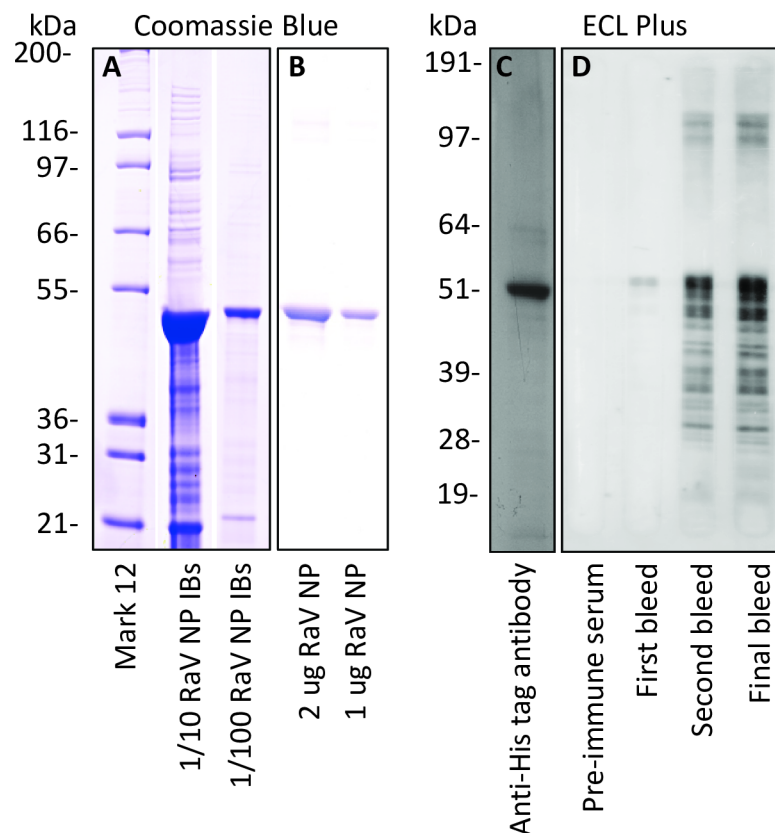 kDa Coomassie Blue
200-
A
B
116-
97-
66-
55-
36-
31-
21-
Mark 12
1/10 RaV NP IBs
1/100 RaV NP IBs
2 ug RaV NP
1 ug RaV NP
kDa ECL Plus
191-
C
D
97-
64-
51-
39-
28-
19-
Anti-His tag antibody
Pre-immune serum
First bleed
Second bleed
Final bleed